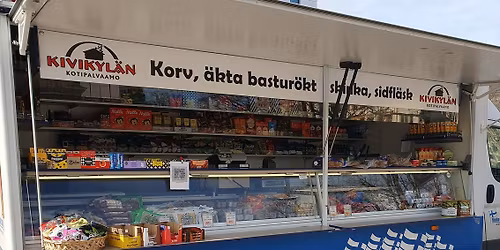 KIVIKYLÄN
KOTIPALVAAMO
Korv, äkta basturökt skinka, sidfläsk
KIVIKYLÄN
KOTIPALVAAMO